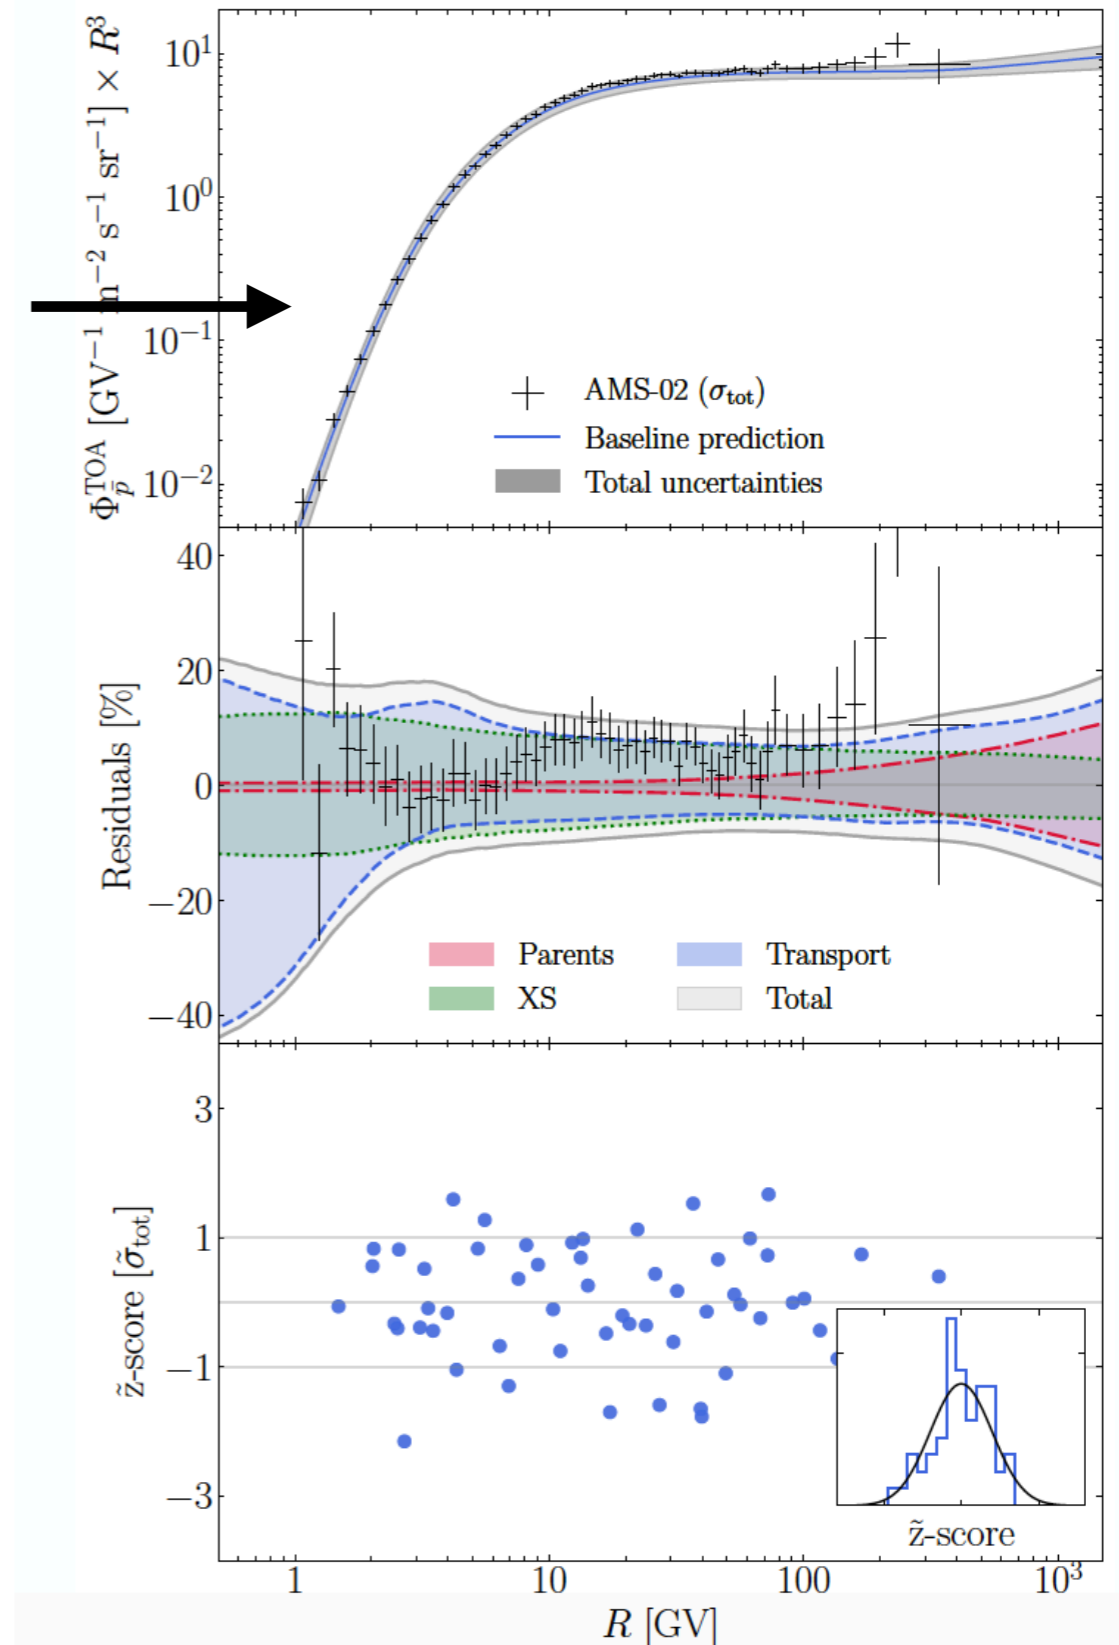 Φ_p̄^TOA [GV⁻¹ m⁻² s⁻¹ sr⁻¹] × R³
10¹
10⁰
10⁻¹
10⁻²
AMS-02 (σ_tot)
Baseline prediction
Total uncertainties
Residuals [%]
40
20
0
−20
−40
Parents
Transport
XS
Total
z̃-score [σ̃_tot]
3
1
−1
−3
z̃-score
1
10
100
10³
R [GV]